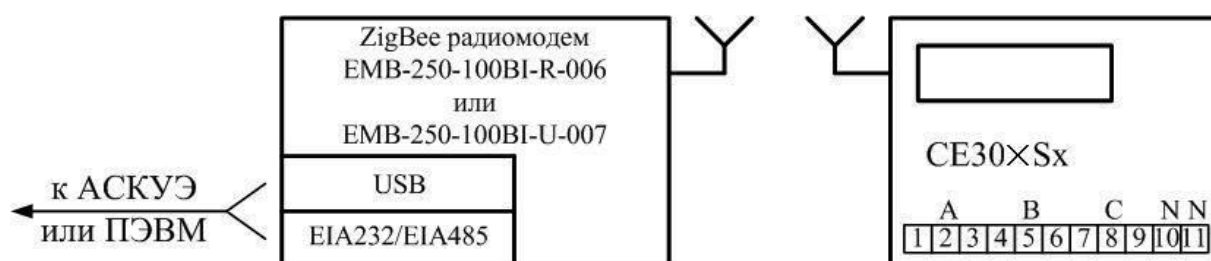 ZigBee радиомодем
EMB-250-100BI-R-006
или
EMB-250-100BI-U-007
USB
EIA232/EIA485
к АСКУЭ
или ПЭВМ
CE30×Sx
A B C N N
1 2 3 4 5 6 7 8 9 10 11